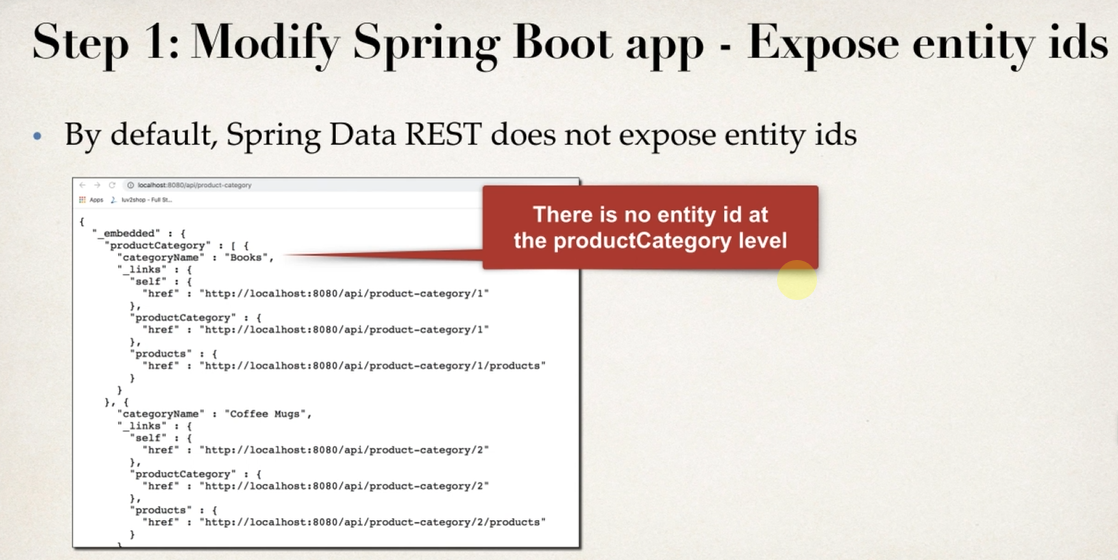 Step 1: Modify Spring Boot app - Expose entity ids
• By default, Spring Data REST does not expose entity ids
localhost:8080/api/product-category
Apps luv2shop - Full St...
There is no entity id at
the productCategory level
{
"_embedded" : {
"productCategory" : [ {
"categoryName" : "Books",
"_links" : {
"self" : {
"href" : "http://localhost:8080/api/product-category/1"
},
"productCategory" : {
"href" : "http://localhost:8080/api/product-category/1"
},
"products" : {
"href" : "http://localhost:8080/api/product-category/1/products"
}
}
}, {
"categoryName" : "Coffee Mugs",
"_links" : {
"self" : {
"href" : "http://localhost:8080/api/product-category/2"
},
"productCategory" : {
"href" : "http://localhost:8080/api/product-category/2"
},
"products" : {
"href" : "http://localhost:8080/api/product-category/2/products"
}